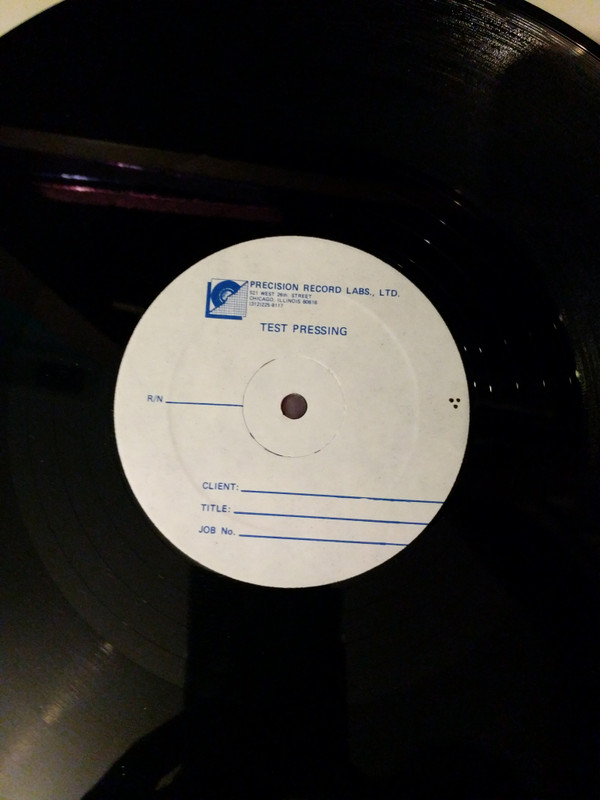 PRECISION RECORD LABS., LTD.
521 WEST 26th. STREET
CHICAGO, ILLINOIS 60616
TEST PRESSING
R/N
CLIENT:
TITLE:
JOB No.